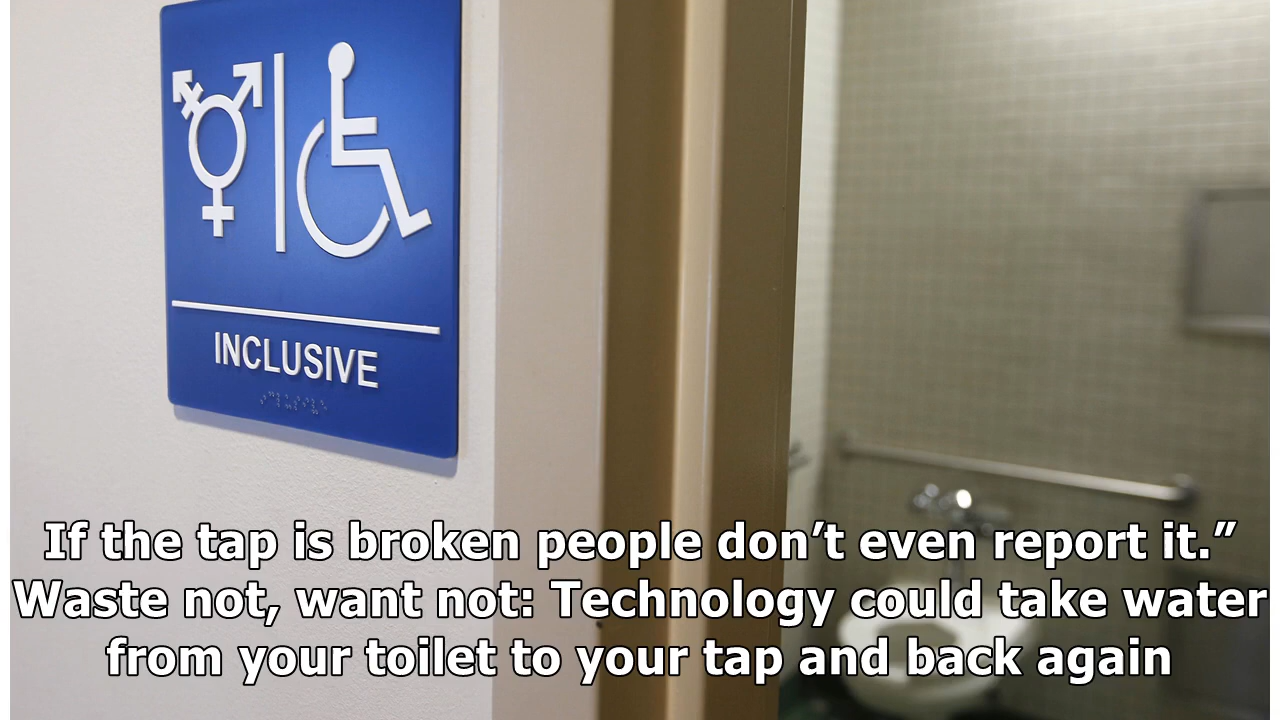 INCLUSIVE
If the tap is broken people don’t even report it.”
Waste not, want not: Technology could take water
from your toilet to your tap and back again